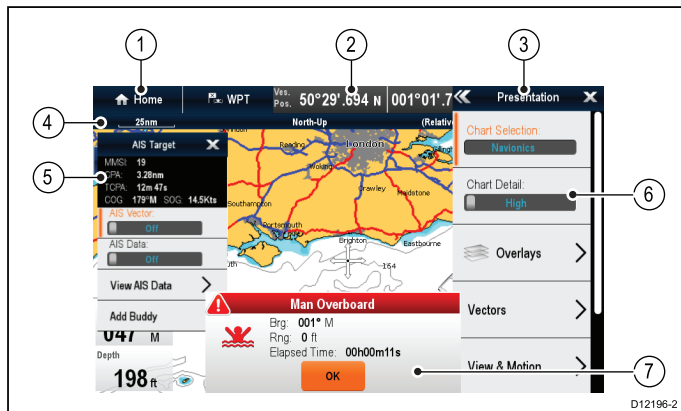 1
2
3
Home
WPT
Ves. Pos. 50°29'.694 N
001°01'.7
Presentation
4
25nm
North-Up
(Relative
AIS Target
5
MMSI: 19
CPA: 3.28nm
TCPA: 12m 47s
COG 179°M SOG: 14.5Kts
AIS Vector:
Off
AIS Data:
Off
View AIS Data
Add Buddy
Reading
London
Woking
Gilling
Crawley
Maidstone
Southampton
Portsmouth
Brighton
Eastbourne
164
Chart Selection:
Navionics
Chart Detail:
High
6
Overlays
Vectors
View & Motion
Man Overboard
Brg: 001° M
Rng: 0 ft
Elapsed Time: 00h00m11s
OK
7
047 M
Depth
198 ft
D12196-2